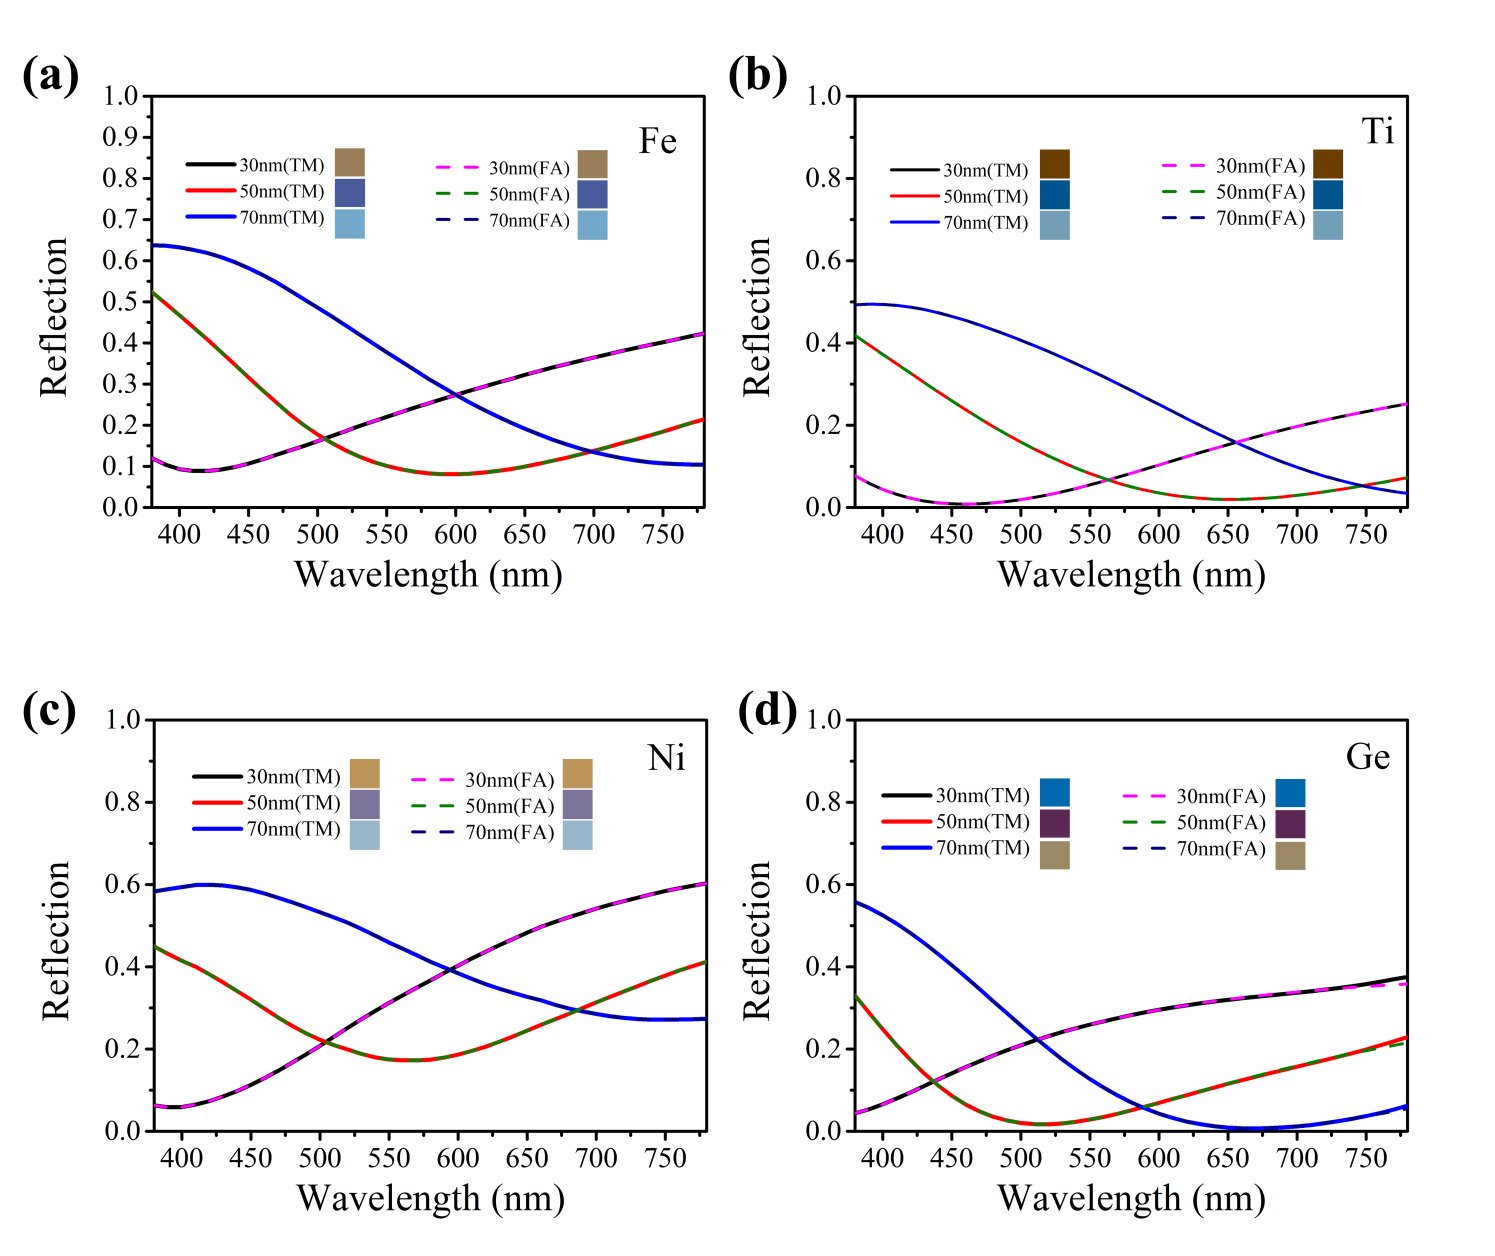 (a)
Fe
30nm(TM) 30nm(FA)
50nm(TM) 50nm(FA)
70nm(TM) 70nm(FA)
1.0
0.9
0.8
0.7
0.6
0.5
0.4
0.3
0.2
0.1
0.0
Reflection
400 450 500 550 600 650 700 750
Wavelength (nm)
(b)
Ti
30nm(TM) 30nm(FA)
50nm(TM) 50nm(FA)
70nm(TM) 70nm(FA)
1.0
0.8
0.6
0.4
0.2
0.0
Reflection
400 450 500 550 600 650 700 750
Wavelength (nm)
(c)
Ni
30nm(TM) 30nm(FA)
50nm(TM) 50nm(FA)
70nm(TM) 70nm(FA)
1.0
0.8
0.6
0.4
0.2
0.0
Reflection
400 450 500 550 600 650 700 750
Wavelength (nm)
(d)
Ge
30nm(TM) 30nm(FA)
50nm(TM) 50nm(FA)
70nm(TM) 70nm(FA)
1.0
0.8
0.6
0.4
0.2
0.0
Reflection
400 450 500 550 600 650 700 750
Wavelength (nm)